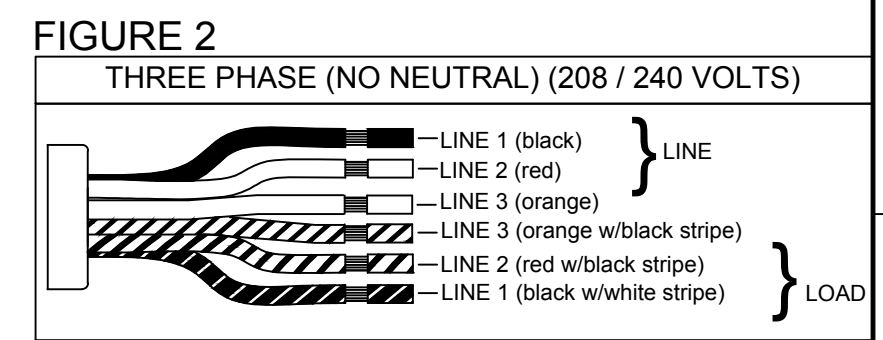 FIGURE 2
THREE PHASE (NO NEUTRAL) (208 / 240 VOLTS)
LINE 1 (black)
LINE 2 (red)
LINE
LINE 3 (orange)
LINE 3 (orange w/black stripe)
LINE 2 (red w/black stripe)
LINE 1 (black w/white stripe)
LOAD